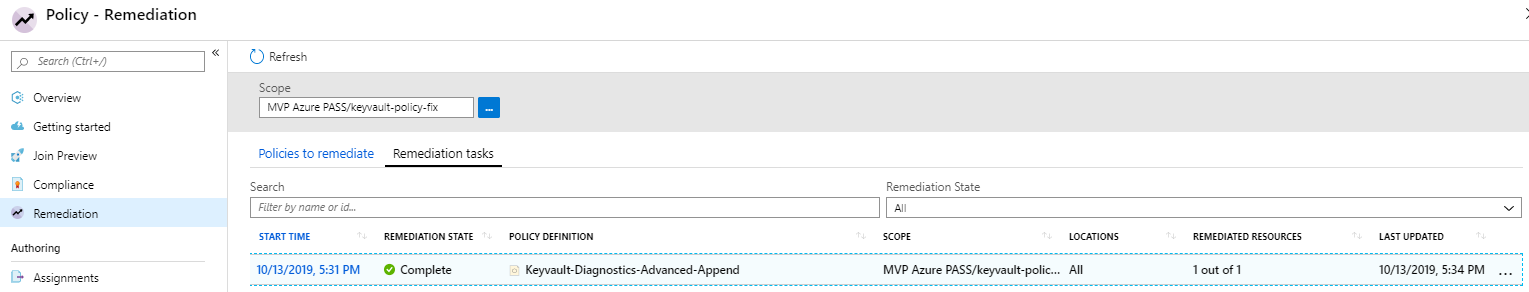 Policy - Remediation
Search (Ctrl+/)
«
Overview
Getting started
Join Preview
Compliance
Remediation
Authoring
Assignments
Refresh
Scope
MVP Azure PASS/keyvault-policy-fix
...
Policies to remediate Remediation tasks
Search Remediation State
Filter by name or id... All
START TIME REMEDIATION STATE POLICY DEFINITION SCOPE LOCATIONS REMEDIATED RESOURCES LAST UPDATED
10/13/2019, 5:31 PM Complete Keyvault-Diagnostics-Advanced-Append MVP Azure PASS/keyvault-polic... All 1 out of 1 10/13/2019, 5:34 PM ...